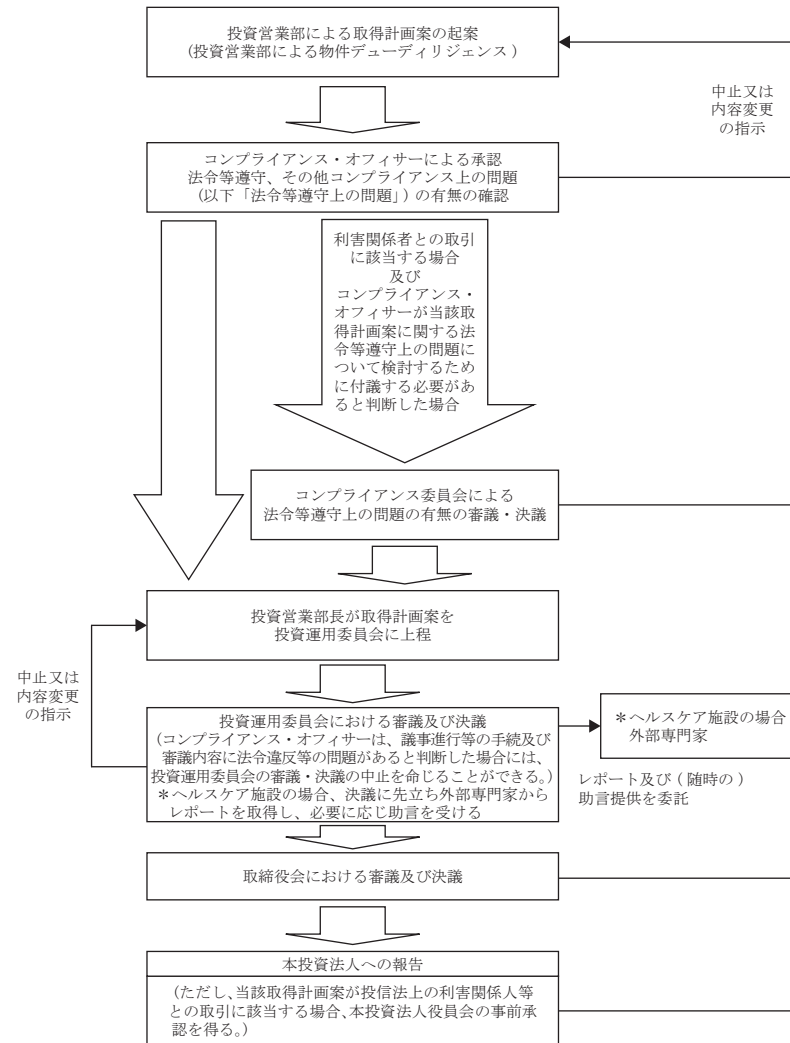 投資営業部による取得計画案の起案
(投資営業部による物件デューディリジェンス)
中止又は
内容変更
の指示
コンプライアンス・オフィサーによる承認
法令等遵守、その他コンプライアンス上の問題
(以下「法令等遵守上の問題」)の有無の確認
利害関係者との取引
に該当する場合
及び
コンプライアンス・
オフィサーが当該取
得計画案に関する法
令等遵守上の問題に
ついて検討するため
に付議する必要があ
ると判断した場合
コンプライアンス委員会による
法令等遵守上の問題の有無の審議・決議
投資営業部長が取得計画案を
投資運用委員会に上程
中止又は
内容変更
の指示
投資運用委員会における審議及び決議
(コンプライアンス・オフィサーは、議事進行等の手続及び
審議内容に法令違反等の問題があると判断した場合には、
投資運用委員会の審議・決議の中止を命じることができる。)
＊ヘルスケア施設の場合、決議に先立ち外部専門家から
レポートを取得し、必要に応じ助言を受ける
＊ヘルスケア施設の場合
外部専門家
レポート及び(随時の)
助言提供を委託
取締役会における審議及び決議
本投資法人への報告
(ただし、当該取得計画案が投信法上の利害関係人等
との取引に該当する場合、本投資法人役員会の事前承
認を得る。)